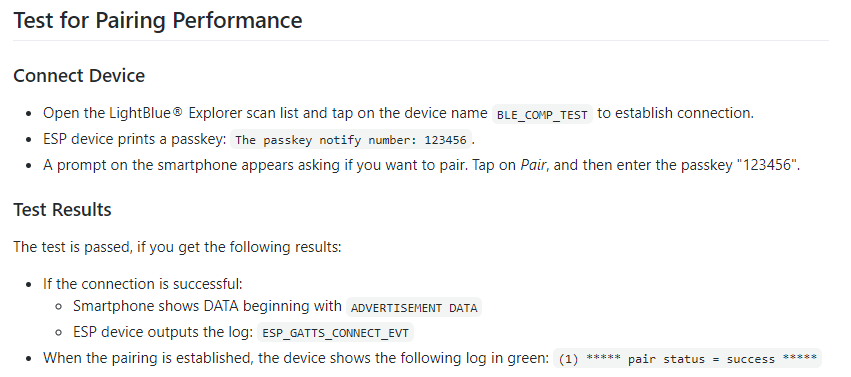 Test for Pairing Performance
Connect Device
• Open the LightBlue® Explorer scan list and tap on the device name BLE_COMP_TEST to establish connection.
• ESP device prints a passkey: The passkey notify number: 123456 .
• A prompt on the smartphone appears asking if you want to pair. Tap on Pair, and then enter the passkey "123456".
Test Results
The test is passed, if you get the following results:
• If the connection is successful:
◦ Smartphone shows DATA beginning with ADVERTISEMENT DATA
◦ ESP device outputs the log: ESP_GATTS_CONNECT_EVT
• When the pairing is established, the device shows the following log in green: (1) ***** pair status = success *****